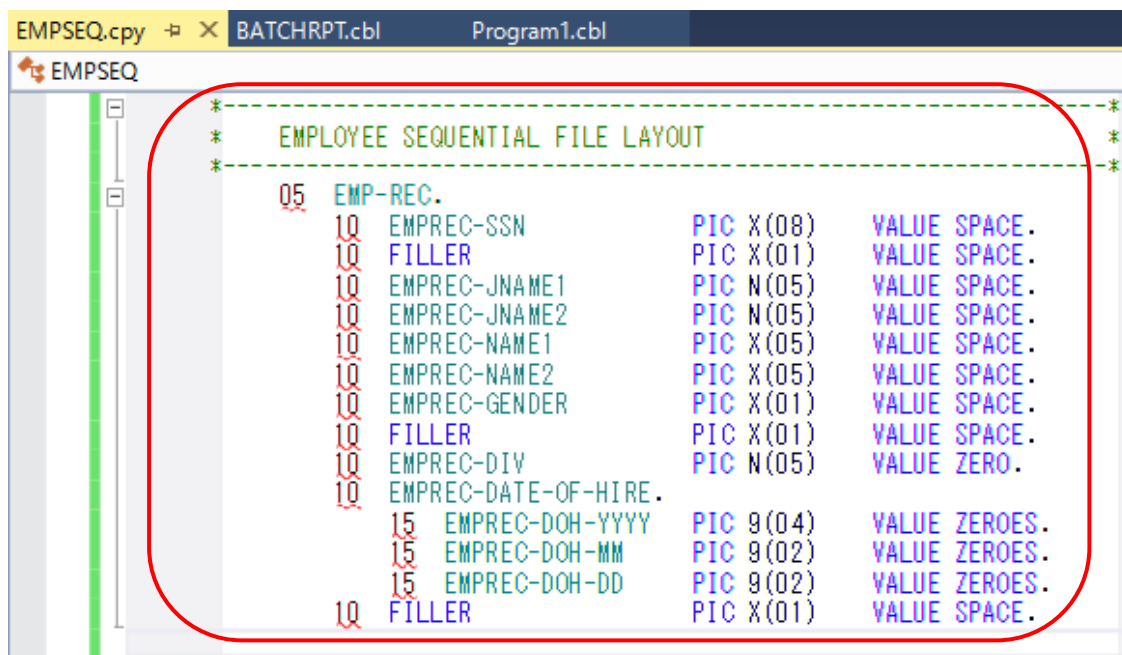 EMPSEQ.cpy BATCHRPT.cbl Program1.cbl
EMPSEQ
*----------------------------------------------------------------*
* EMPLOYEE SEQUENTIAL FILE LAYOUT *
*----------------------------------------------------------------*
05 EMP-REC.
10 EMPREC-SSN PIC X(08) VALUE SPACE.
10 FILLER PIC X(01) VALUE SPACE.
10 EMPREC-JNAME1 PIC N(05) VALUE SPACE.
10 EMPREC-JNAME2 PIC N(05) VALUE SPACE.
10 EMPREC-NAME1 PIC X(05) VALUE SPACE.
10 EMPREC-NAME2 PIC X(05) VALUE SPACE.
10 EMPREC-GENDER PIC X(01) VALUE SPACE.
10 FILLER PIC X(01) VALUE SPACE.
10 EMPREC-DIV PIC N(05) VALUE ZERO.
10 EMPREC-DATE-OF-HIRE.
15 EMPREC-DOH-YYYY PIC 9(04) VALUE ZEROES.
15 EMPREC-DOH-MM PIC 9(02) VALUE ZEROES.
15 EMPREC-DOH-DD PIC 9(02) VALUE ZEROES.
10 FILLER PIC X(01) VALUE SPACE.